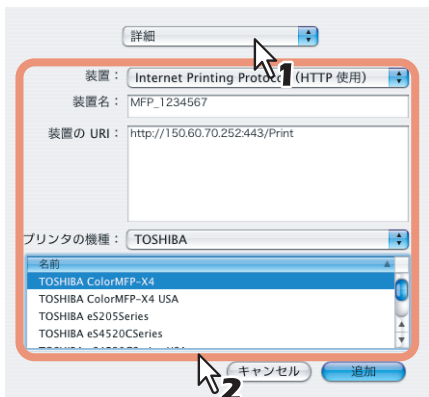 詳細
1
装置： Internet Printing Protocol (HTTP 使用)
装置名： MFP_1234567
装置の URI： http://150.60.70.252:443/Print
プリンタの機種： TOSHIBA
名前
TOSHIBA ColorMFP-X4
TOSHIBA ColorMFP-X4 USA
TOSHIBA eS205Series
TOSHIBA eS4520CSeries
キャンセル 追加
2